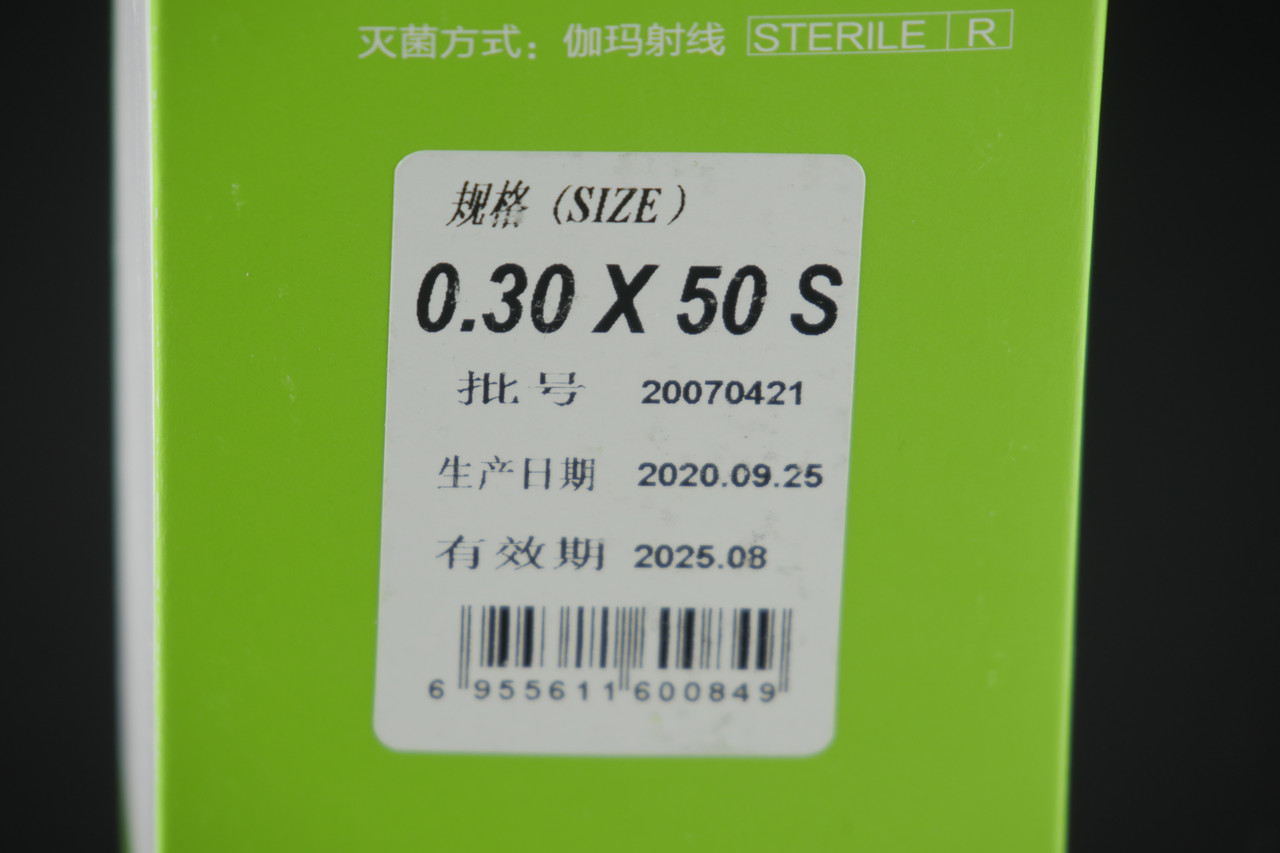 灭菌方式：伽玛射线 STERILE R
规格（SIZE）
0.30 X 50 S
批号 20070421
生产日期 2020.09.25
有效期 2025.08
6 955611 600849